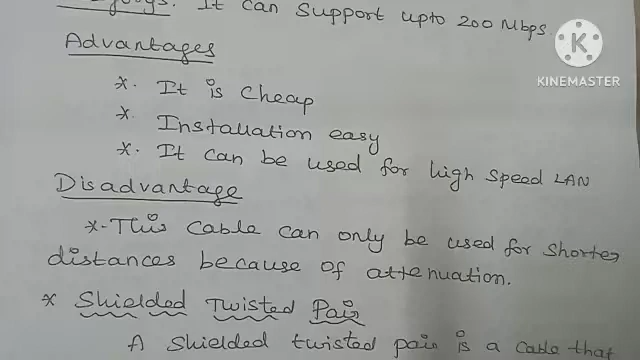 It can support upto 200 Mbps.
Advantages
*. It is cheap
*. Installation easy
*. It can be used for high speed LAN
Disadvantage
*. This cable can only be used for shorter
distances because of attenuation.
* Shielded Twisted Pair
A shielded twisted pair is a cable that
K
KINEMASTER